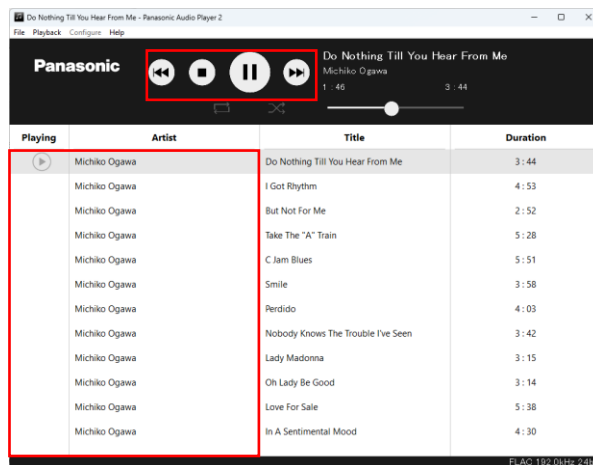 Do Nothing Till You Hear From Me - Panasonic Audio Player 2
File Playback Configure Help
Panasonic
Do Nothing Till You Hear From Me
Michiko Ogawa
1 : 46 3 : 44
Playing Artist Title Duration
Michiko Ogawa Do Nothing Till You Hear From Me 3 : 44
Michiko Ogawa I Got Rhythm 4 : 53
Michiko Ogawa But Not For Me 2 : 52
Michiko Ogawa Take The "A" Train 5 : 28
Michiko Ogawa C Jam Blues 5 : 51
Michiko Ogawa Smile 3 : 58
Michiko Ogawa Perdido 4 : 03
Michiko Ogawa Nobody Knows The Trouble I've Seen 3 : 42
Michiko Ogawa Lady Madonna 3 : 15
Michiko Ogawa Oh Lady Be Good 3 : 14
Michiko Ogawa Love For Sale 5 : 38
Michiko Ogawa In A Sentimental Mood 4 : 30
FLAC 192.0kHz 24b